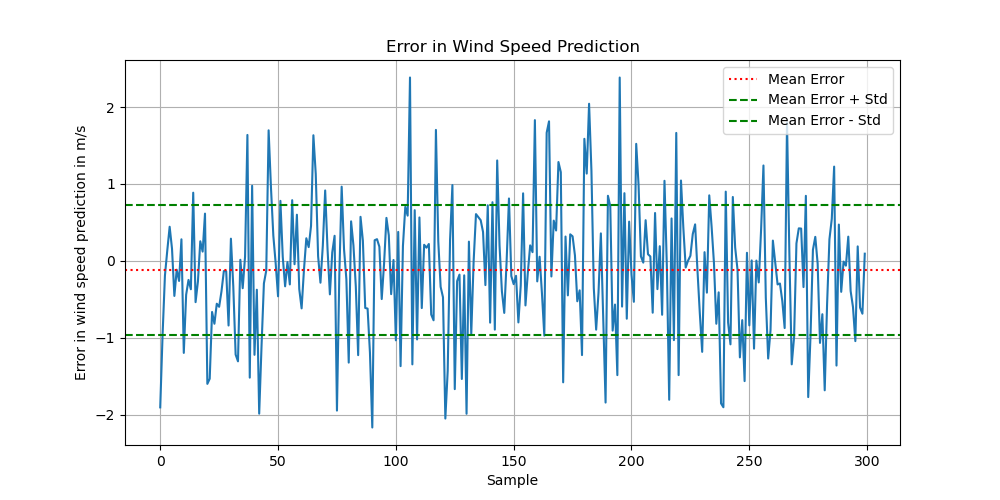 Error in Wind Speed Prediction
Error in wind speed prediction in m/s
2
1
0
−1
−2
Mean Error
Mean Error + Std
Mean Error - Std
0
50
100
150
200
250
300
Sample